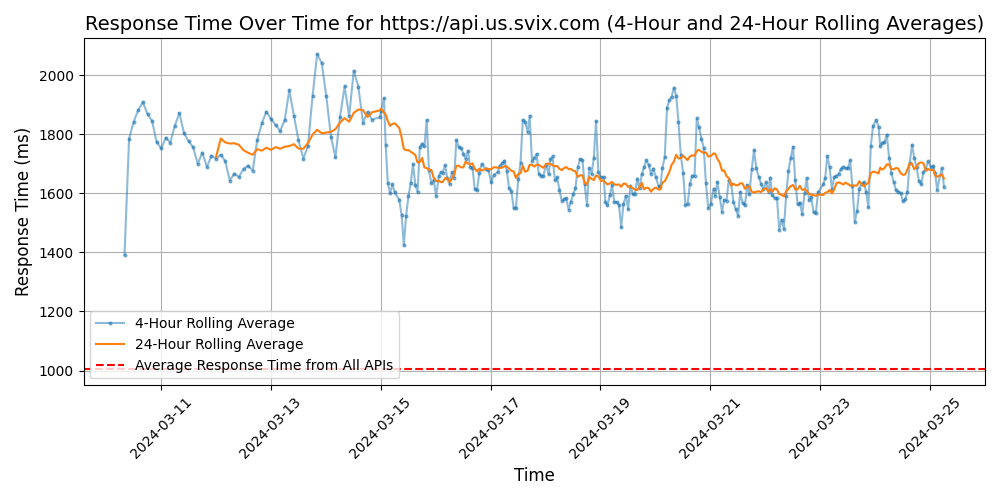 Response Time Over Time for https://api.us.svix.com (4-Hour and 24-Hour Rolling Averages)
Response Time (ms)
2000
1800
1600
1400
1200
1000
4-Hour Rolling Average
24-Hour Rolling Average
Average Response Time from All APIs
2024-03-11
2024-03-13
2024-03-15
2024-03-17
2024-03-19
2024-03-21
2024-03-23
2024-03-25
Time